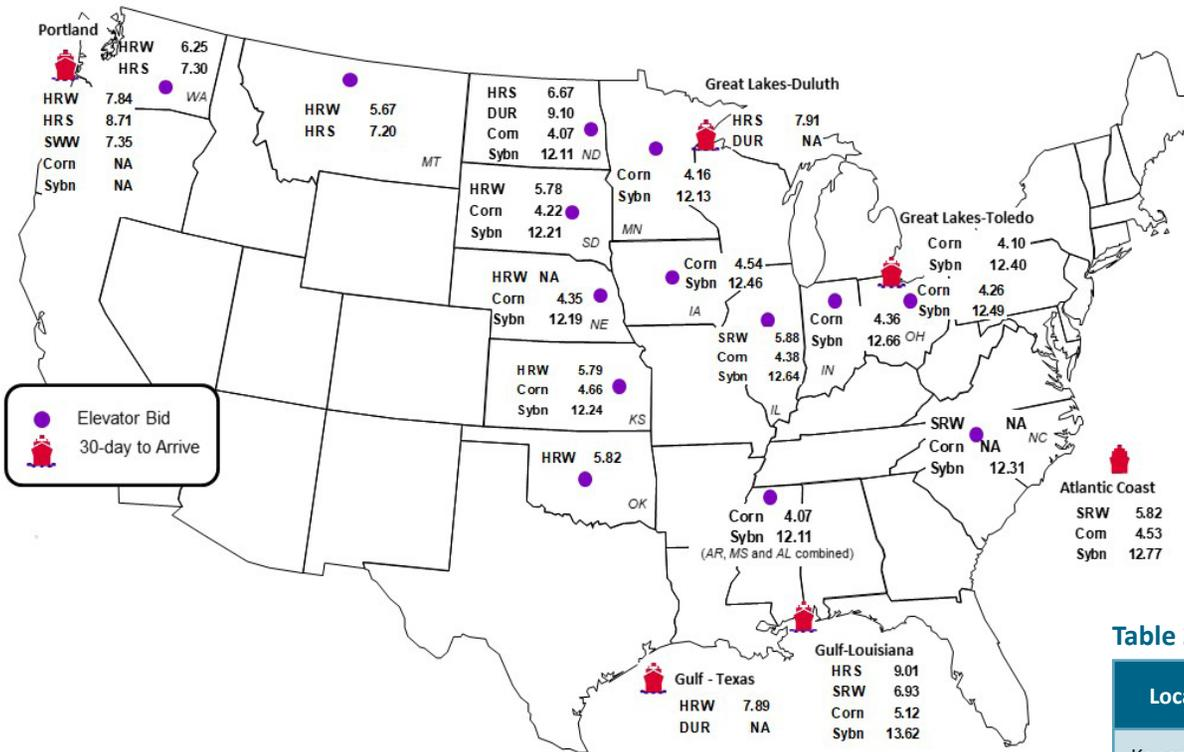 Portland
HRW 6.25
HRS 7.30
WA
HRW 7.84
HRS 8.71
SWW 7.35
Corn NA
Sybn NA
HRW 5.67
HRS 7.20
MT
HRS 6.67
DUR 9.10
Corn 4.07
Sybn 12.11 ND
Great Lakes-Duluth
HRS 7.91
DUR NA
Corn 4.16
Sybn 12.13
MN
HRW 5.78
Corn 4.22
Sybn 12.21
SD
Great Lakes-Toledo
Corn 4.10
Sybn 12.40
Corn 4.26
Sybn 12.49
HRW NA
Corn 4.35
Sybn 12.19 NE
Corn 4.54
Sybn 12.46
IA
SRW 5.88
Corn 4.38
Sybn 12.64
IL
Corn 4.36
Sybn 12.66 OH
IN
HRW 5.79
Corn 4.66
Sybn 12.24
KS
Elevator Bid
30-day to Arrive
HRW 5.82
OK
SRW NA
Corn NA NC
Sybn 12.31
Atlantic Coast
SRW 5.82
Corn 4.53
Sybn 12.77
Corn 4.07
Sybn 12.11
(AR, MS and AL combined)
Gulf - Texas
HRW 7.89
DUR NA
Gulf-Louisiana
HRS 9.01
SRW 6.93
Corn 5.12
Sybn 13.62
Table
Loca